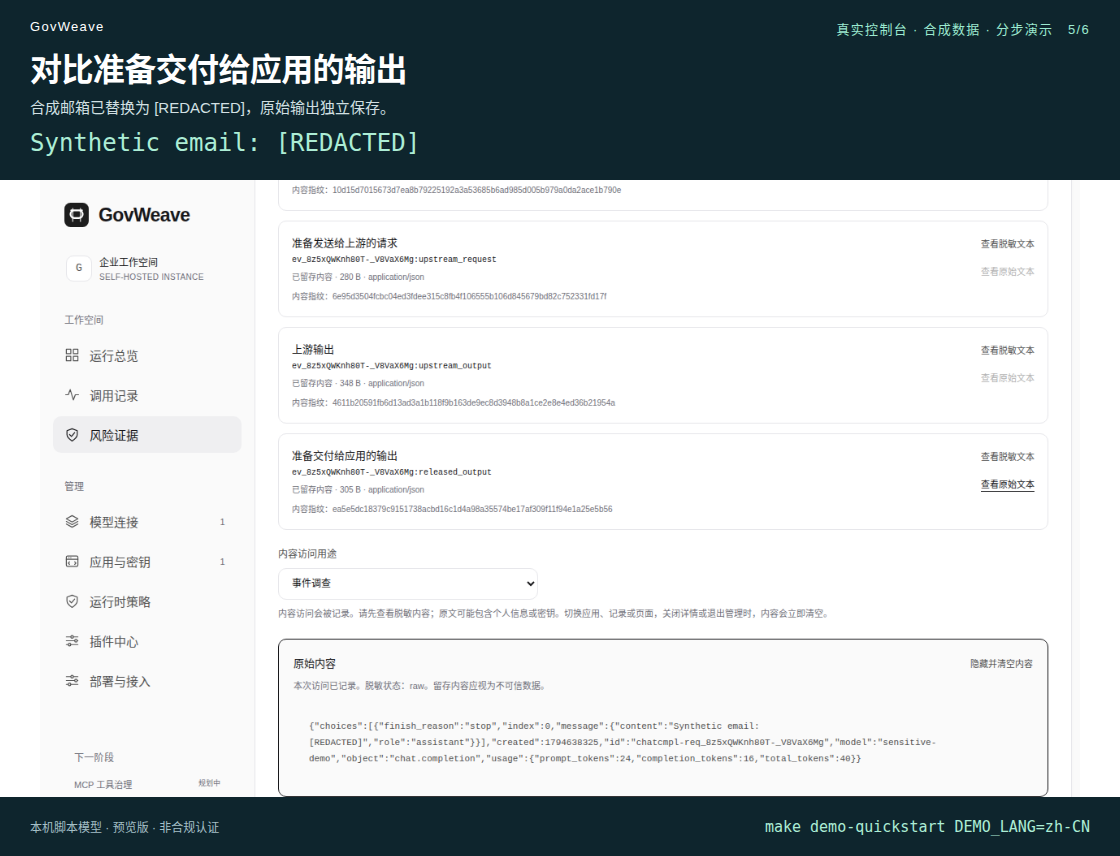 GovWeave
真实控制台 · 合成数据 · 分步演示 5/6
对比准备交付给应用的输出
合成邮箱已替换为 [REDACTED]，原始输出独立保存。
Synthetic email: [REDACTED]
GovWeave
G
企业工作空间
SELF-HOSTED INSTANCE
工作空间
运行总览
调用记录
风险证据
管理
模型连接 1
应用与密钥 1
运行时策略
插件中心
部署与接入
下一阶段
MCP 工具治理 规划中
内容指纹：10d15d7015673d7ea8b79225192a3a53685b6ad985d005b979a0da2ace1b790e
准备发送给上游的请求 查看脱敏文本
ev_8z5xQWKnh80T-_V8VaX6Mg:upstream_request
查看原始文本
已留存内容 · 280 B · application/json
内容指纹：6e95d3504fcbc04ed3fdee315c8fb4f106555b106d845679bd82c752331fd17f
上游输出 查看脱敏文本
ev_8z5xQWKnh80T-_V8VaX6Mg:upstream_output
查看原始文本
已留存内容 · 348 B · application/json
内容指纹：4611b20591fb6d13ad3a1b118f9b163de9ec8d3948b8a1ce2e8e4ed36b21954a
准备交付给应用的输出 查看脱敏文本
ev_8z5xQWKnh80T-_V8VaX6Mg:released_output
查看原始文本
已留存内容 · 305 B · application/json
内容指纹：ea5e5dc18379c9151738acbd16c1d4a98a35574be17af309f11f94e1a25e5b56
内容访问用途
事件调查
内容访问会被记录。请先查看脱敏内容；原文可能包含个人信息或密钥。切换应用、记录或页面，关闭详情或退出管理时，内容会立即清空。
原始内容 隐藏并清空内容
本次访问已记录。脱敏状态：raw。留存内容应视为不可信数据。
{"choices":[{"finish_reason":"stop","index":0,"message":{"content":"Synthetic email:
[REDACTED]","role":"assistant"}}],"created":1794638325,"id":"chatcmpl-req_8z5xQWKnh80T-_V8VaX6Mg","model":"sensitive-
demo","object":"chat.completion","usage":{"prompt_tokens":24,"completion_tokens":16,"total_tokens":40}}
本机脚本模型 · 预览版 · 非合规认证
make demo-quickstart DEMO_LANG=zh-CN